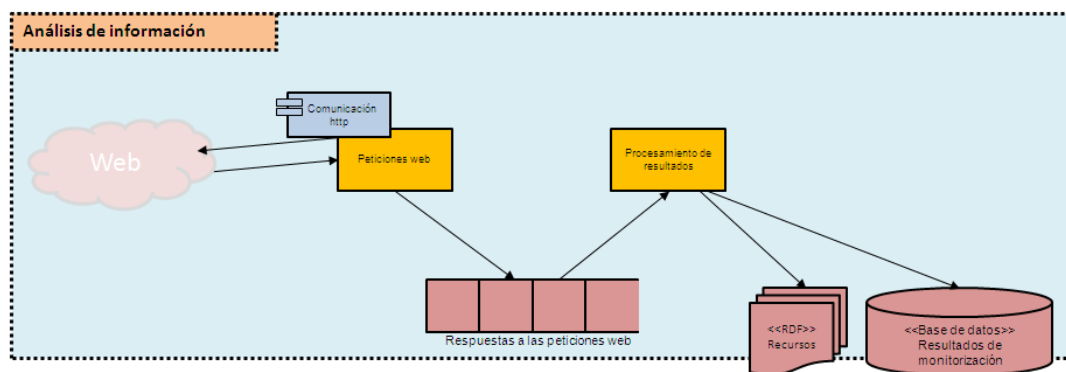 Análisis de información
Comunicación
http
Web
Peticiones web
Procesamiento de
resultados
Respuestas a las peticiones web
<<RDF>>
Recursos
<<Base de datos>>
Resultados de
monitorización